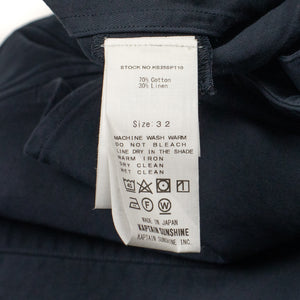 STOCK NO.KS25SPT10
70% Cotton
30% Linen
Size: 32
MACHINE WASH WARM
DO NOT BLEACH
LINE DRY IN THE SHADE
WARM IRON
DRY CLEAN
WET CLEAN
MADE IN JAPAN
KAPTAIN SUNSHINE
KAPTAIN SUNSHINE, INC.